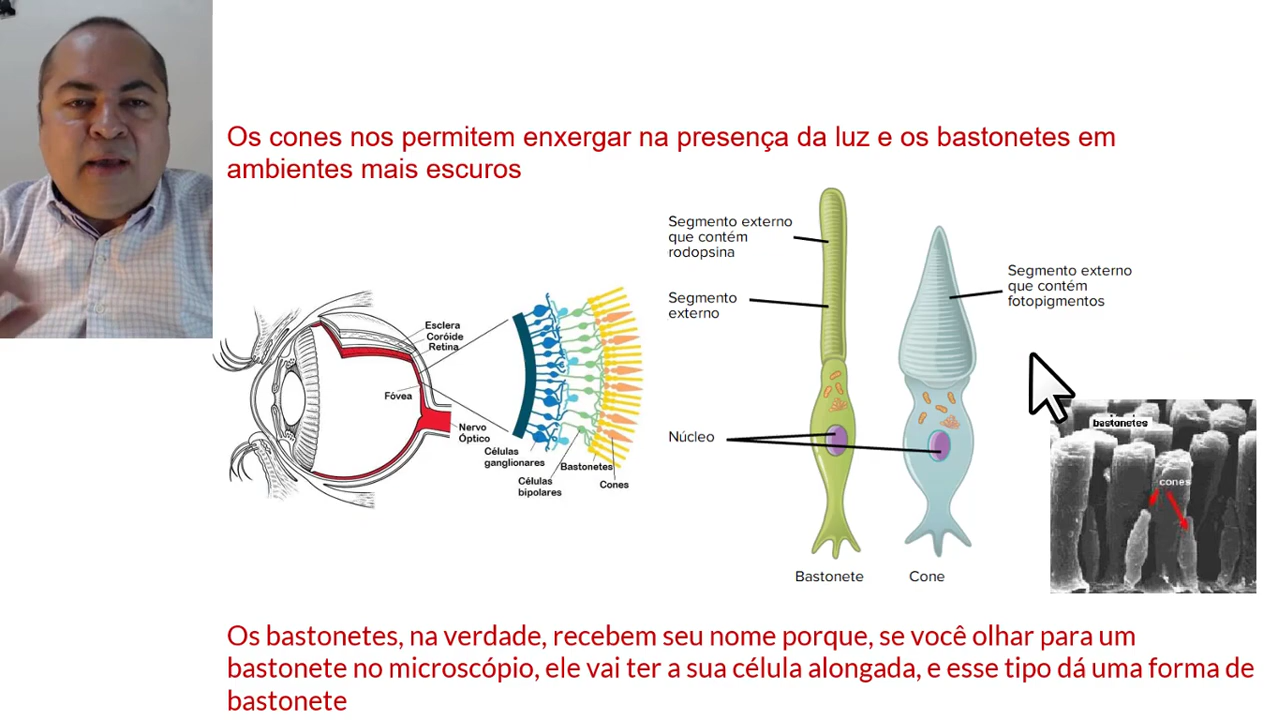 Os cones nos permitem enxergar na presença da luz e os bastonetes em
ambientes mais escuros
Segmento externo
que contém
rodopsina
Segmento
externo
Núcleo
Segmento externo
que contém
fotopigmentos
Bastonete
Cone
Esclera
Coróide
Retina
Fóvea
Nervo
Óptico
Células
ganglionares
Células
bipolares
Bastonetes
Cones
bastonetes
cones
Os bastonetes, na verdade, recebem seu nome porque, se você olhar para um
bastonete no microscópio, ele vai ter a sua célula alongada, e esse tipo dá uma forma de
bastonete